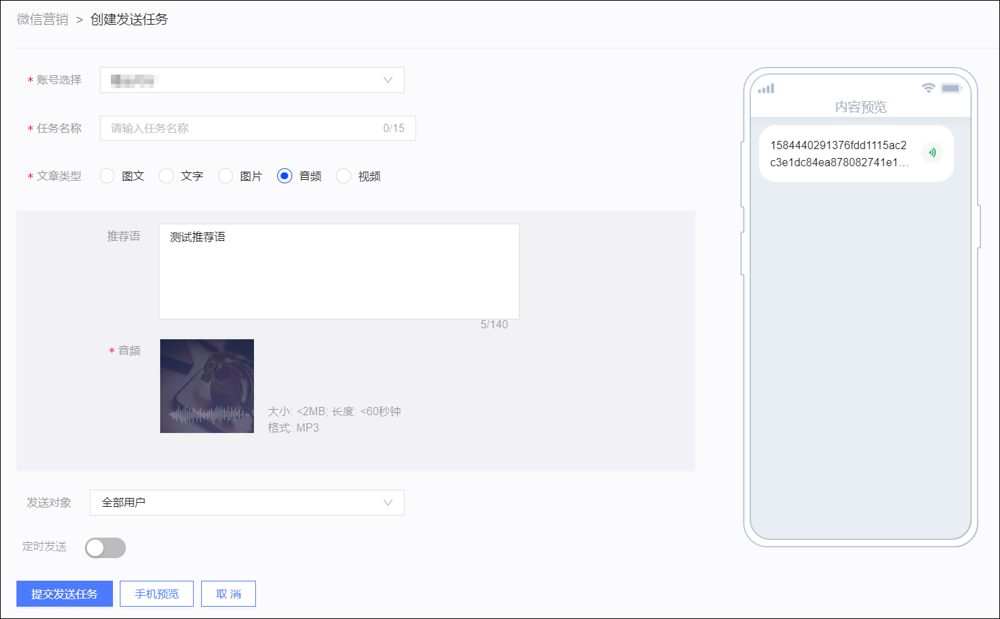 微信营销 > 创建发送任务
* 账号选择
* 任务名称 请输入任务名称 0/15
* 文章类型 图文 文字 图片 音频 视频
推荐语 测试推荐语
5/140
* 音频
大小: <2MB; 长度: <60秒钟
格式: MP3
发送对象 全部用户
定时发送
提交发送任务 手机预览 取 消
内容预览
1584440291376fdd1115ac2
c3e1dc84ea878082741e1...